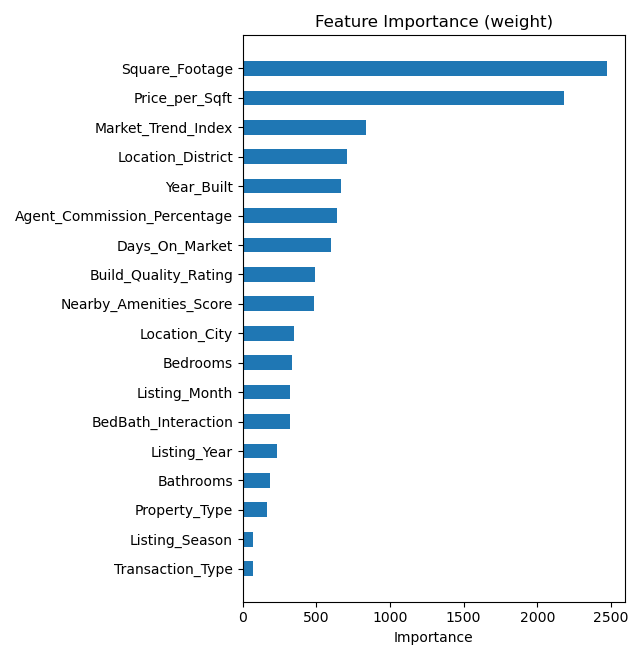 Feature Importance (weight)
Square_Footage
Price_per_Sqft
Market_Trend_Index
Location_District
Year_Built
Agent_Commission_Percentage
Days_On_Market
Build_Quality_Rating
Nearby_Amenities_Score
Location_City
Bedrooms
Listing_Month
BedBath_Interaction
Listing_Year
Bathrooms
Property_Type
Listing_Season
Transaction_Type
0 500 1000 1500 2000 2500
Importance